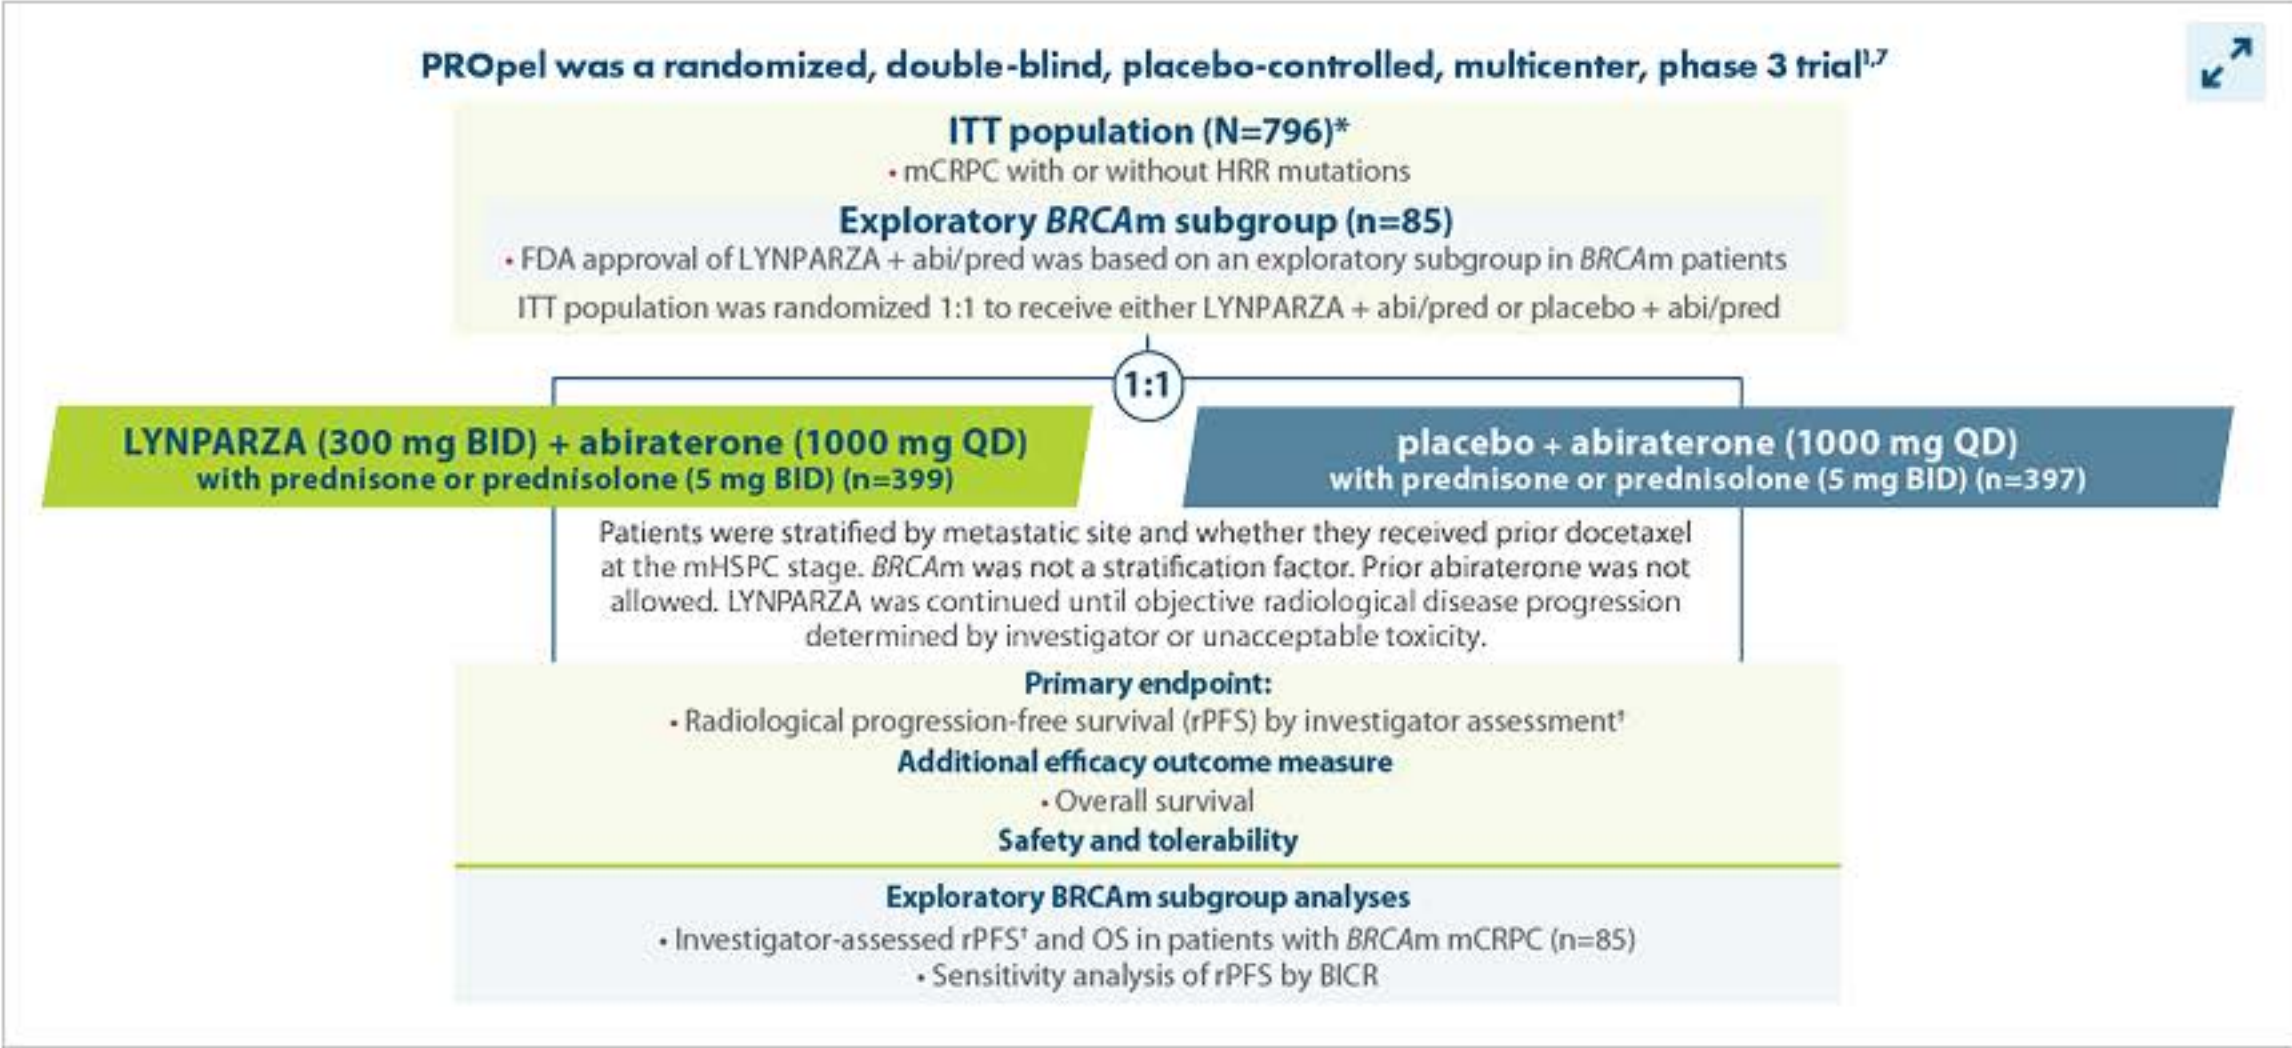 PROpel was a randomized, double-blind, placebo-controlled, multicenter, phase 3 trial¹,⁷
ITT population (N=796)*
• mCRPC with or without HRR mutations
Exploratory BRCAm subgroup (n=85)
• FDA approval of LYNPARZA + abi/pred was based on an exploratory subgroup in BRCAm patients
ITT population was randomized 1:1 to receive either LYNPARZA + abi/pred or placebo + abi/pred
1:1
LYNPARZA (300 mg BID) + abiraterone (1000 mg QD)
with prednisone or prednisolone (5 mg BID) (n=399)
placebo + abiraterone (1000 mg QD)
with prednisone or prednisolone (5 mg BID) (n=397)
Patients were stratified by metastatic site and whether they received prior docetaxel
at the mHSPC stage. BRCAm was not a stratification factor. Prior abiraterone was not
allowed. LYNPARZA was continued until objective radiological disease progression
determined by investigator or unacceptable toxicity.
Primary endpoint:
• Radiological progression-free survival (rPFS) by investigator assessment†
Additional efficacy outcome measure
• Overall survival
Safety and tolerability
Exploratory BRCAm subgroup analyses
• Investigator-assessed rPFS† and OS in patients with BRCAm mCRPC (n=85)
• Sensitivity analysis of rPFS by BICR